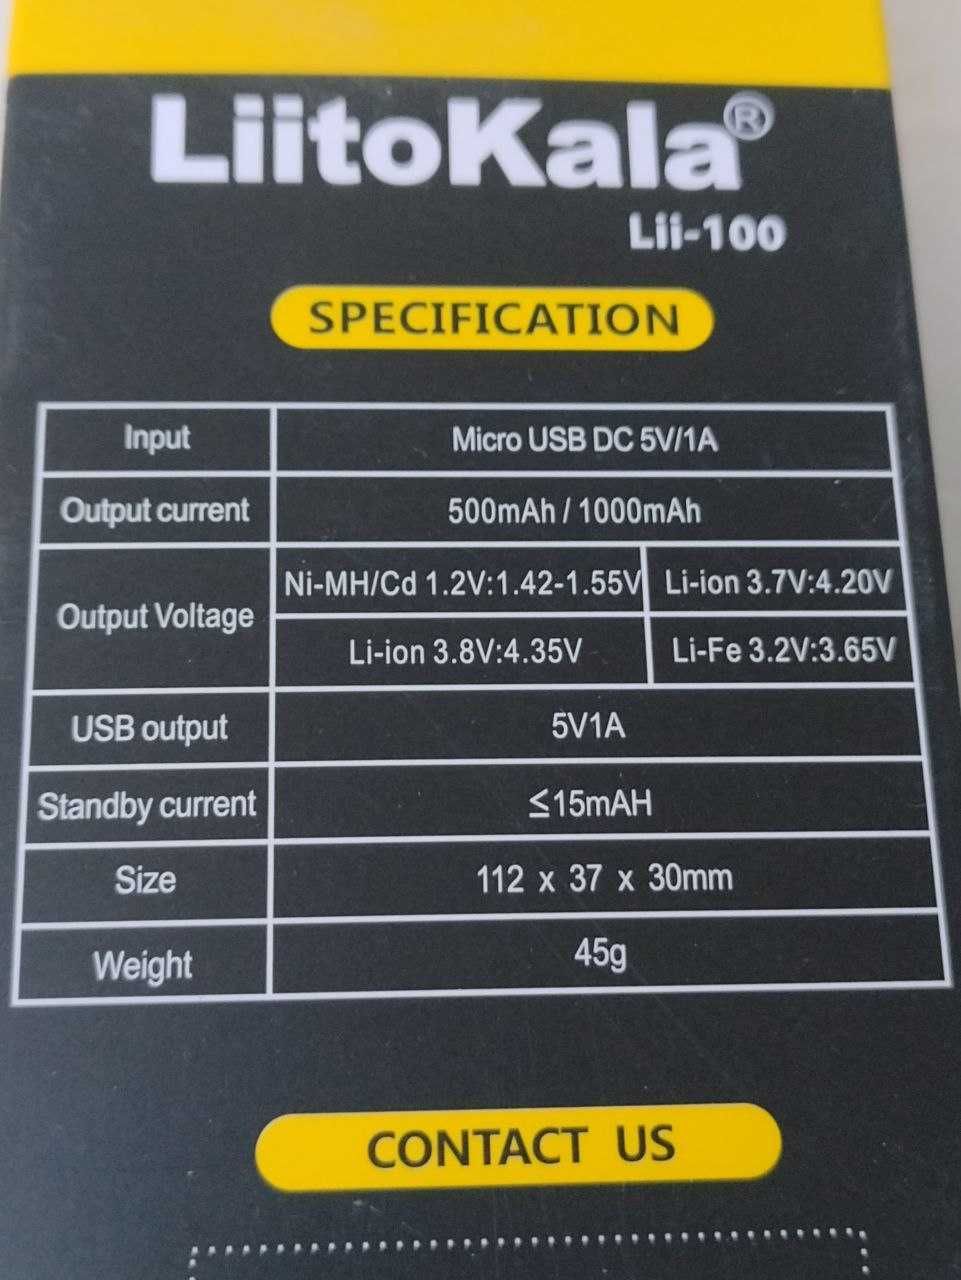 LiitoKala®
Lii-100
SPECIFICATION
Input Micro USB DC 5V/1A
Output current 500mAh / 1000mAh
Output Voltage Ni-MH/Cd 1.2V:1.42-1.55V Li-ion 3.7V:4.20V
Li-ion 3.8V:4.35V Li-Fe 3.2V:3.65V
USB output 5V1A
Standby current ≤15mAH
Size 112 x 37 x 30mm
Weight 45g
CONTACT US